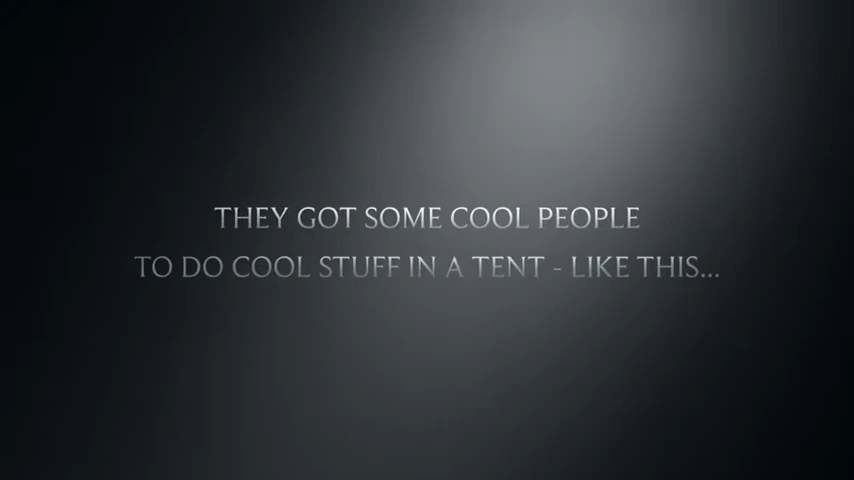 THEY GOT SOME COOL PEOPLE
TO DO COOL STUFF IN A TENT - LIKE THIS...